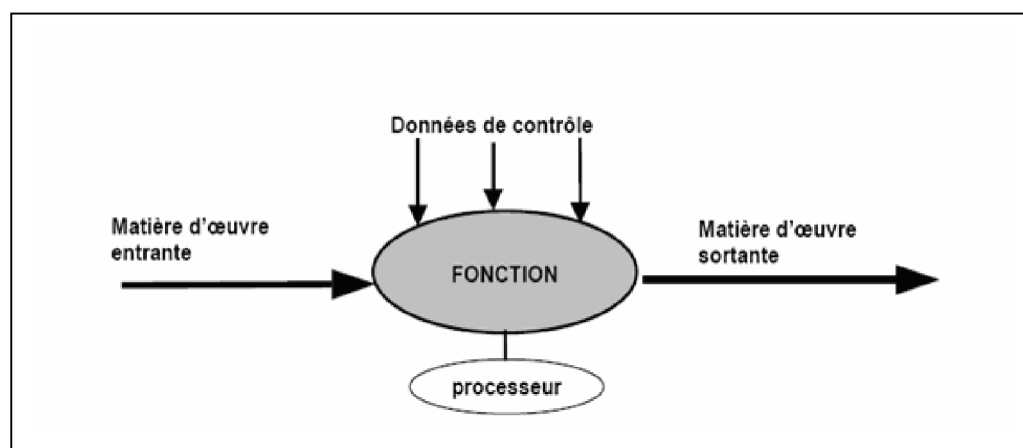 Données de contrôle
Matière d'œuvre
entrante
FONCTION
Matière d'œuvre
sortante
processeur